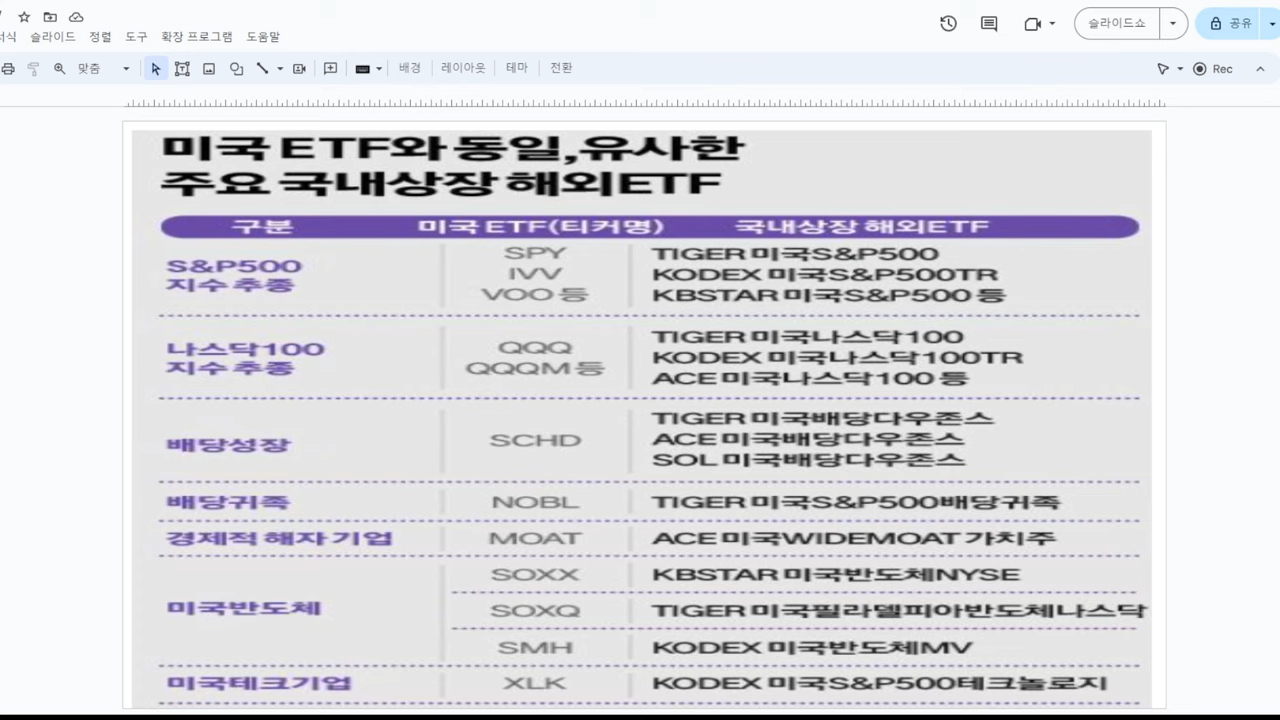 서식 슬라이드 정렬 도구 확장 프로그램 도움말
슬라이드쇼
공유
맞춤
배경 레이아웃 테마 전환
Rec
미국 ETF와 동일,유사한
주요 국내상장 해외ETF
구분 미국 ETF(티커명) 국내상장 해외ETF
S&P500
지수 추종
SPY
IVV
VOO 등
TIGER 미국S&P500
KODEX 미국S&P500TR
KBSTAR 미국S&P500 등
나스닥100
지수 추종
QQQ
QQQM 등
TIGER 미국나스닥100
KODEX 미국나스닥100TR
ACE 미국나스닥100 등
배당성장
SCHD
TIGER 미국배당다우존스
ACE 미국배당다우존스
SOL 미국배당다우존스
배당귀족 NOBL TIGER 미국S&P500배당귀족
경제적 해자 기업 MOAT ACE 미국WIDEMOAT 가치주
미국반도체
SOXX KBSTAR 미국반도체NYSE
SOXQ TIGER 미국필라델피아반도체나스닥
SMH KODEX 미국반도체MV
미국테크기업 XLK KODEX 미국S&P500테크놀로지